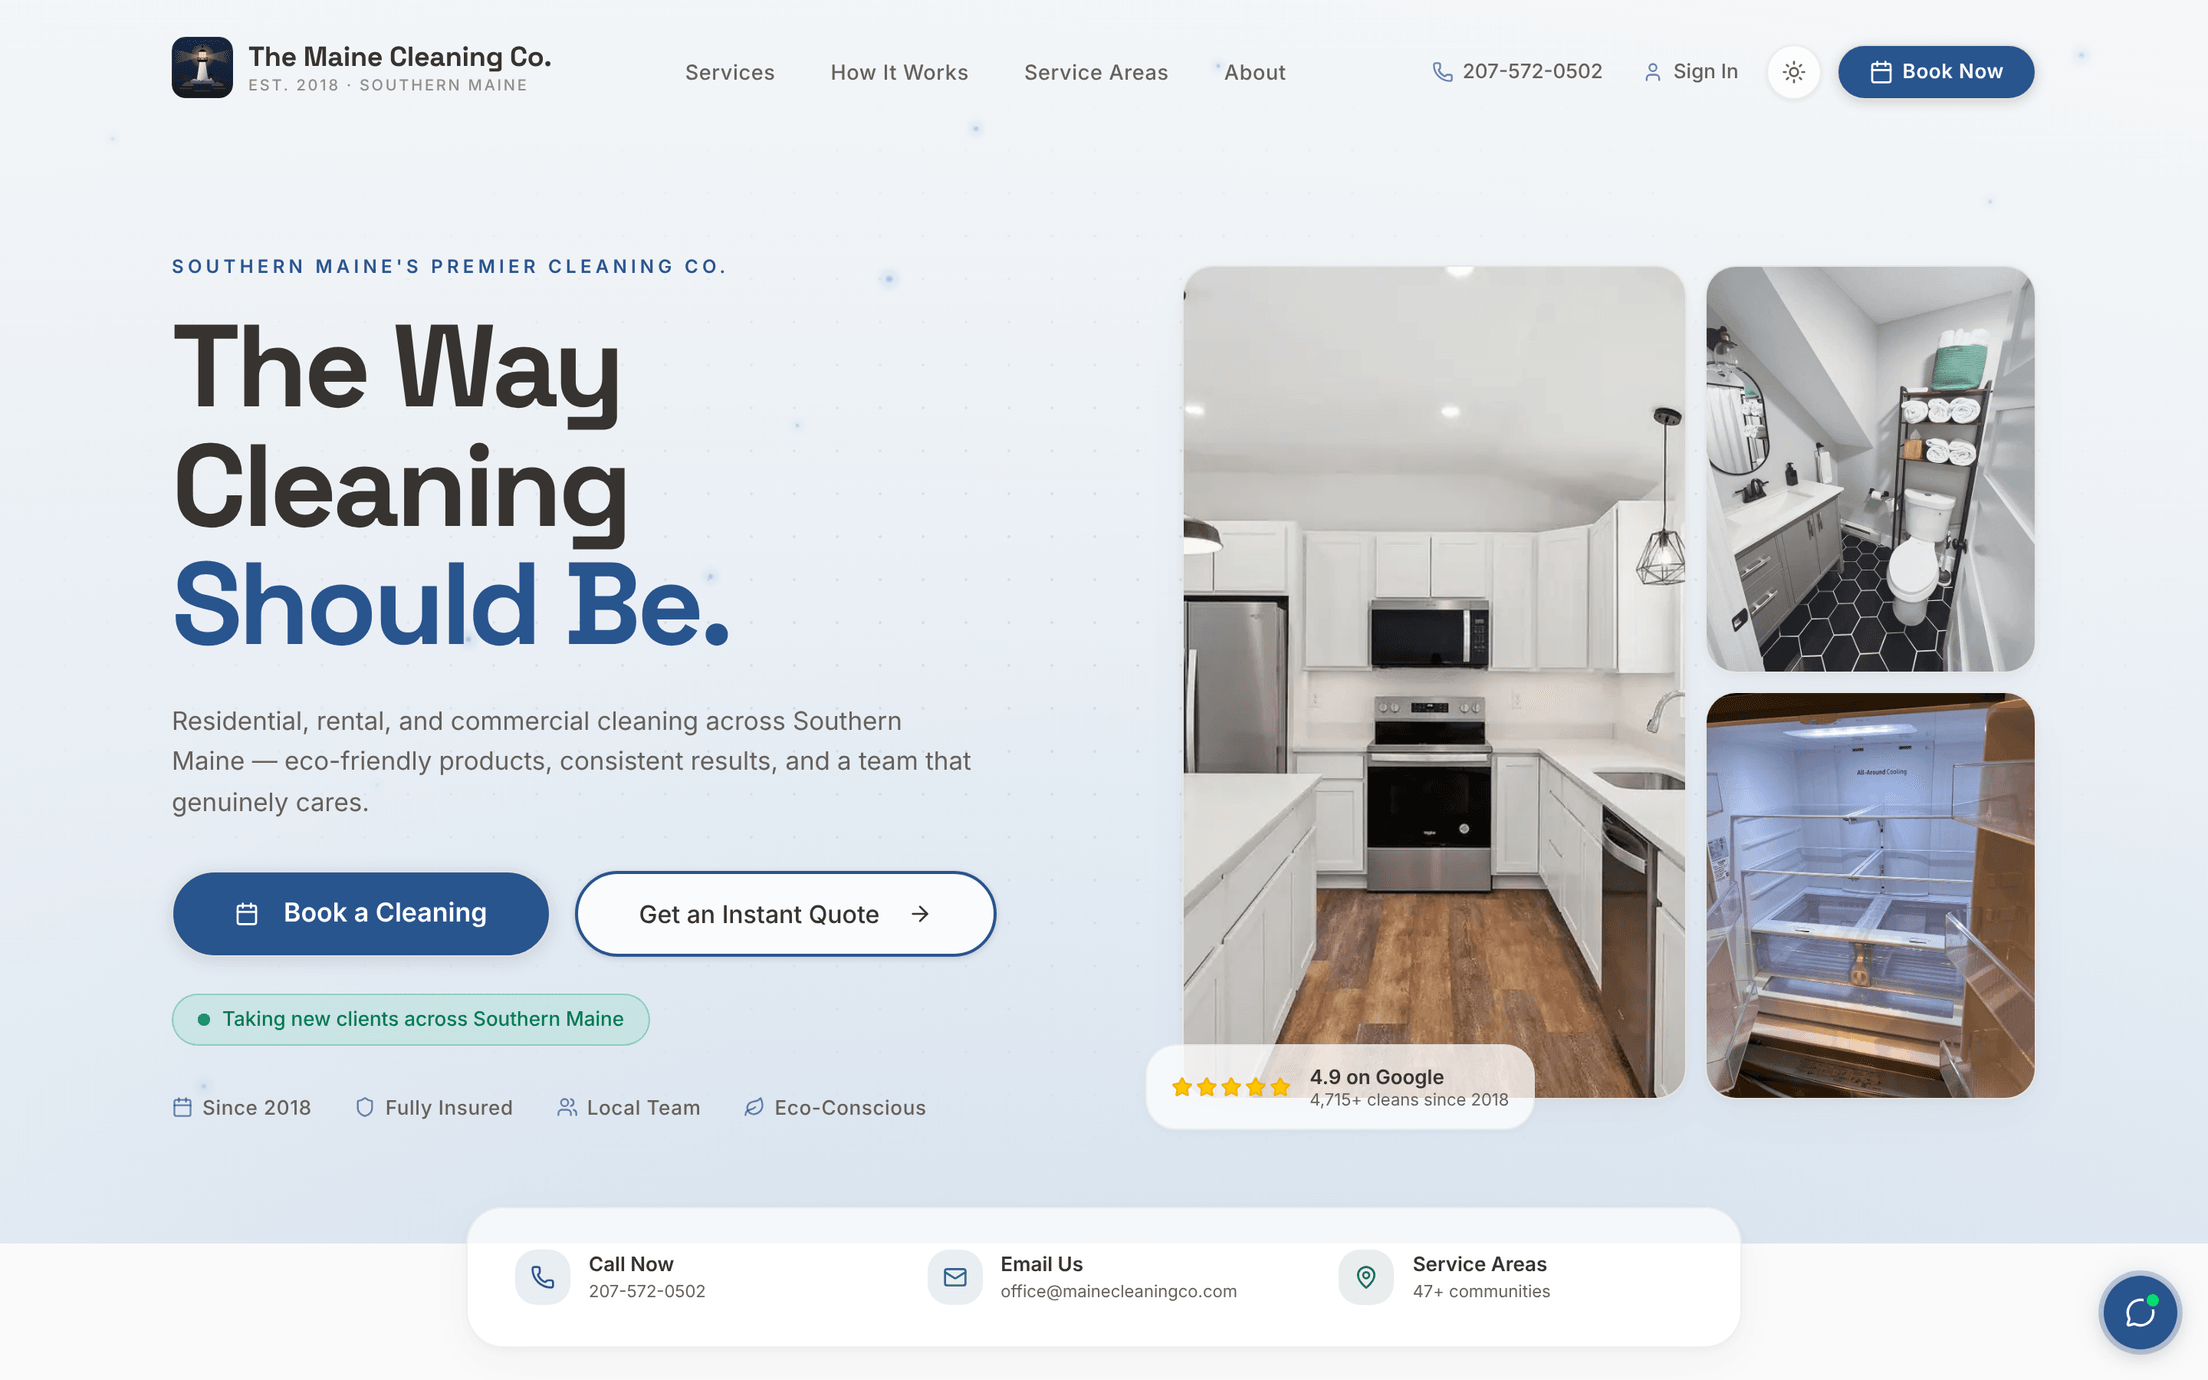 The Maine Cleaning Co.
EST. 2018 · SOUTHERN MAINE
Services
How It Works
Service Areas
About
207-572-0502
Sign In
Book Now
SOUTHERN MAINE'S PREMIER CLEANING CO.
The Way
Cleaning
Should Be.
Residential, rental, and commercial cleaning across Southern
Maine — eco-friendly products, consistent results, and a team that
genuinely cares.
Book a Cleaning
Get an Instant Quote
Taking new clients across Southern Maine
Since 2018
Fully Insured
Local Team
Eco-Conscious
All-Around Cooling
4.9 on Google
4,715+ cleans since 2018
Call Now
207-572-0502
Email Us
office@mainecleaningco.com
Service Areas
47+ communities